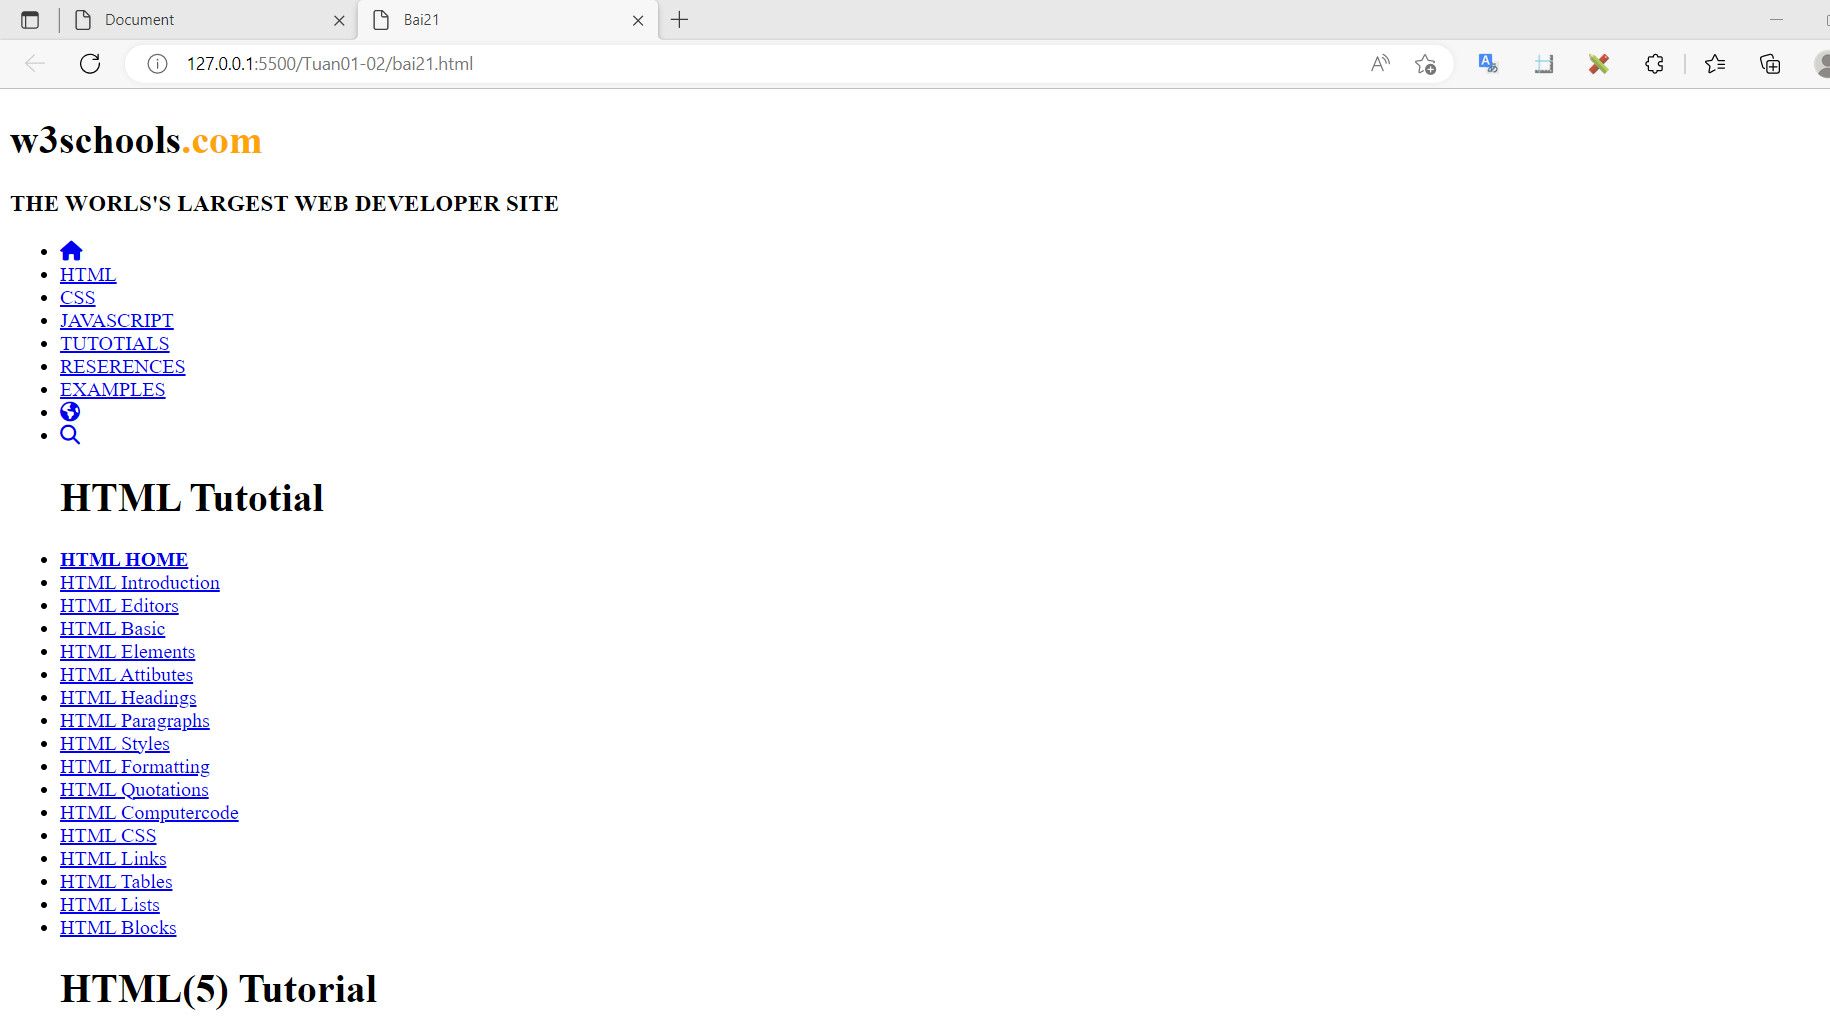 Document
Bai21
127.0.0.1:5500/Tuan01-02/bai21.html
w3schools.com
THE WORLS'S LARGEST WEB DEVELOPER SITE
HTML
CSS
JAVASCRIPT
TUTOTIALS
RESERENCES
EXAMPLES
HTML Tutotial
HTML HOME
HTML Introduction
HTML Editors
HTML Basic
HTML Elements
HTML Attibutes
HTML Headings
HTML Paragraphs
HTML Styles
HTML Formatting
HTML Quotations
HTML Computercode
HTML CSS
HTML Links
HTML Tables
HTML Lists
HTML Blocks
HTML(5) Tutorial